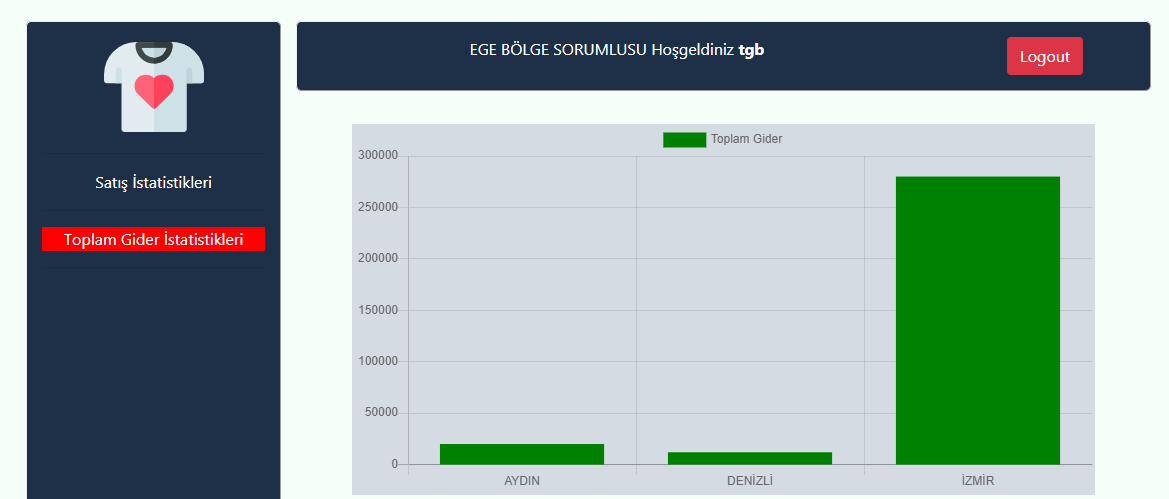 EGE BÖLGE SORUMLUSU Hoşgeldiniz tgb
Logout
Satış İstatistikleri
Toplam Gider İstatistikleri
Toplam Gider
300000
250000
200000
150000
100000
50000
0
AYDIN
DENİZLİ
İZMİR